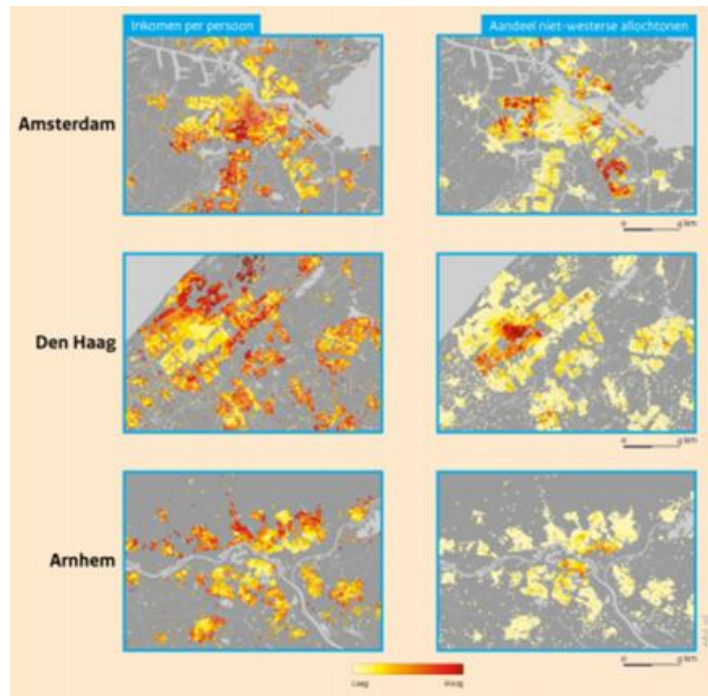 Inkomen per persoon
Aandeel niet-westerse allochtonen
Amsterdam
Den Haag
Arnhem
Laag
Hoog